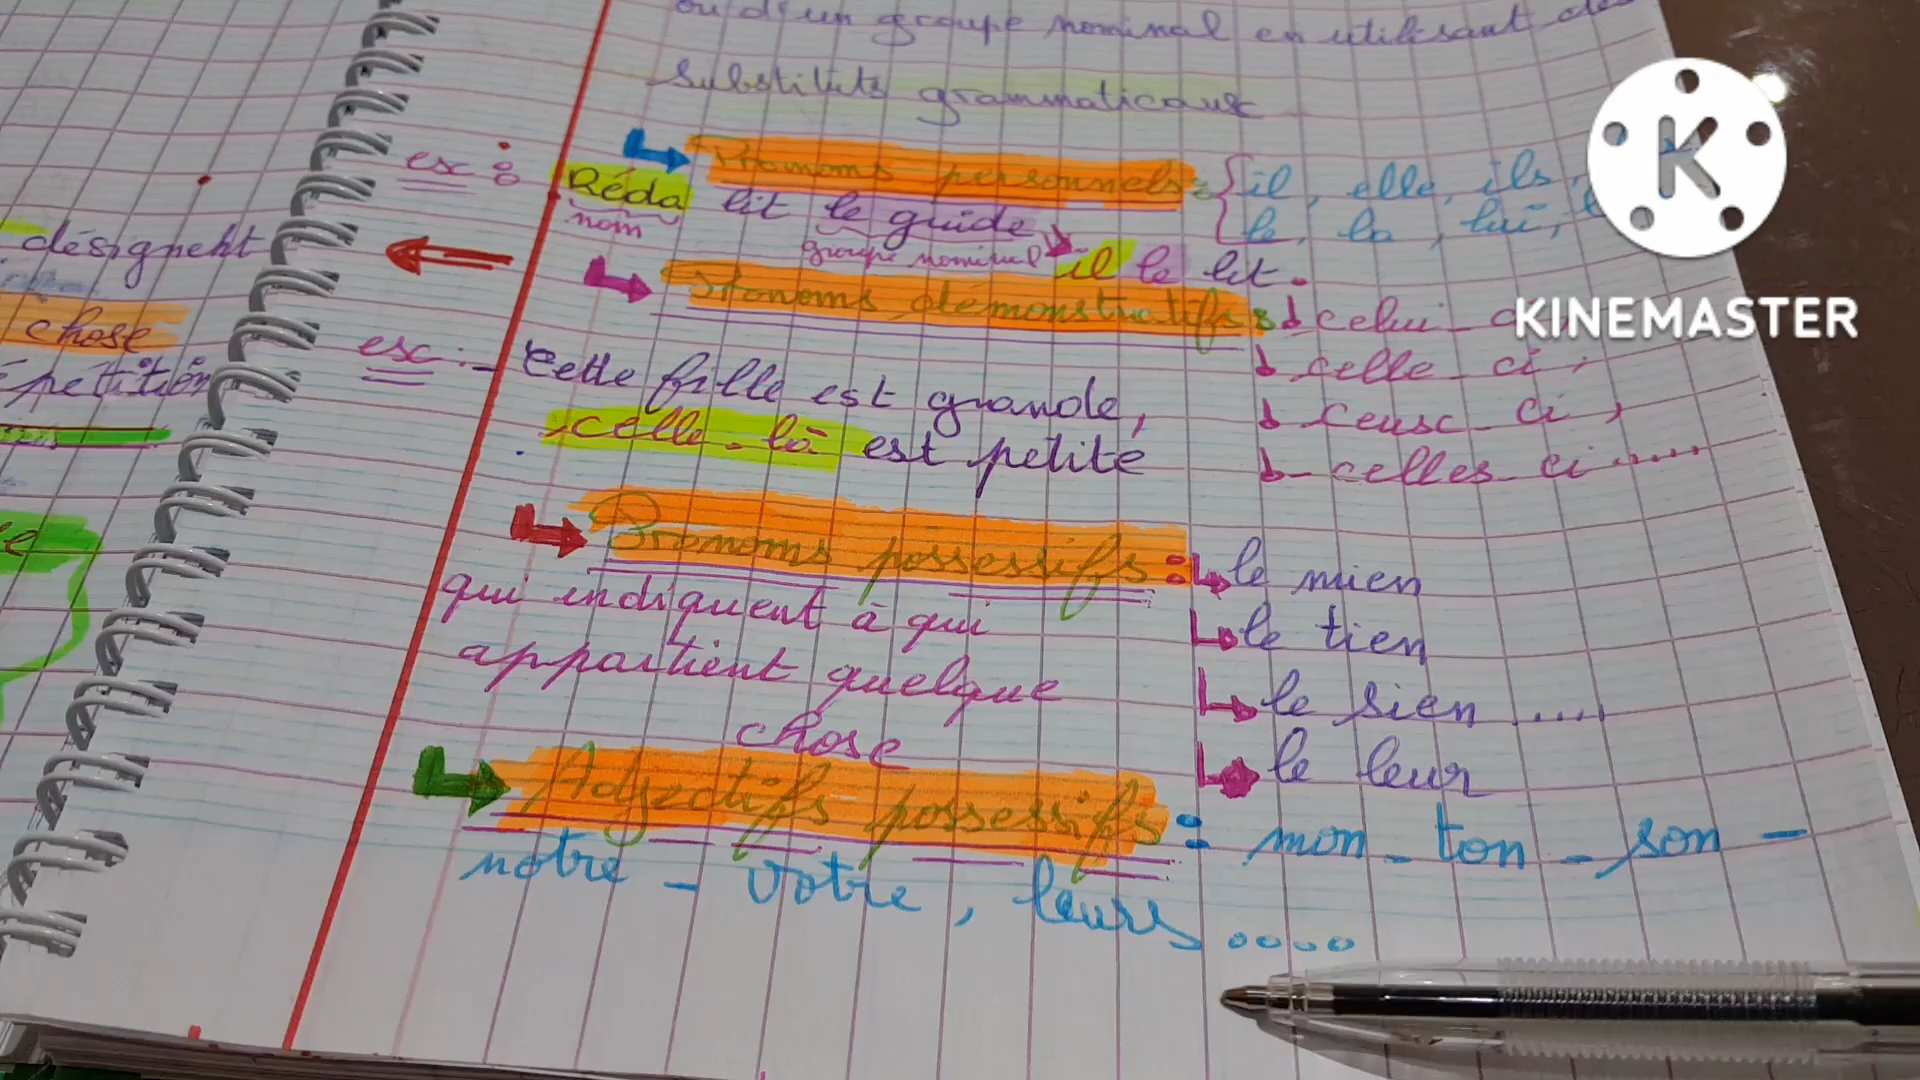 ou d'un groupe nominal en utilisant
substituts grammaticaux
Pronoms personnels : il, elle, ils,
le, la, lui,
ex :
Réda lit le guide
nom
groupe nominal
il le lit.
Pronoms démonstratifs : celui-
celle-ci,
ceux-ci,
celles-ci.....
ex : - Cette fille est grande,
celle-là est petite
Pronoms possessifs : le mien
le tien
le sien ....
le leur
qui indiquent à qui
appartient quelque
chose
Adjectifs possessifs : mon - ton - son -
notre - votre, leurs ....
désignent
chose
pétition
K
KINEMASTER